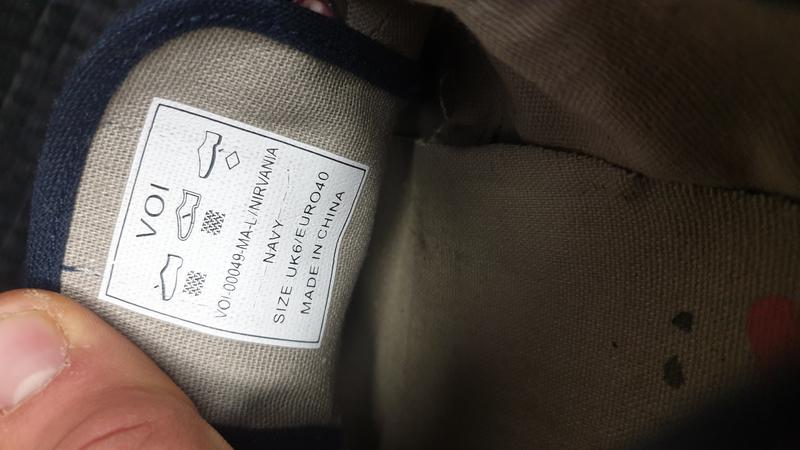 VOI
VOI-00049-MA-L/NIRVANIA
NAVY
SIZE UK6/EURO40
MADE IN CHINA